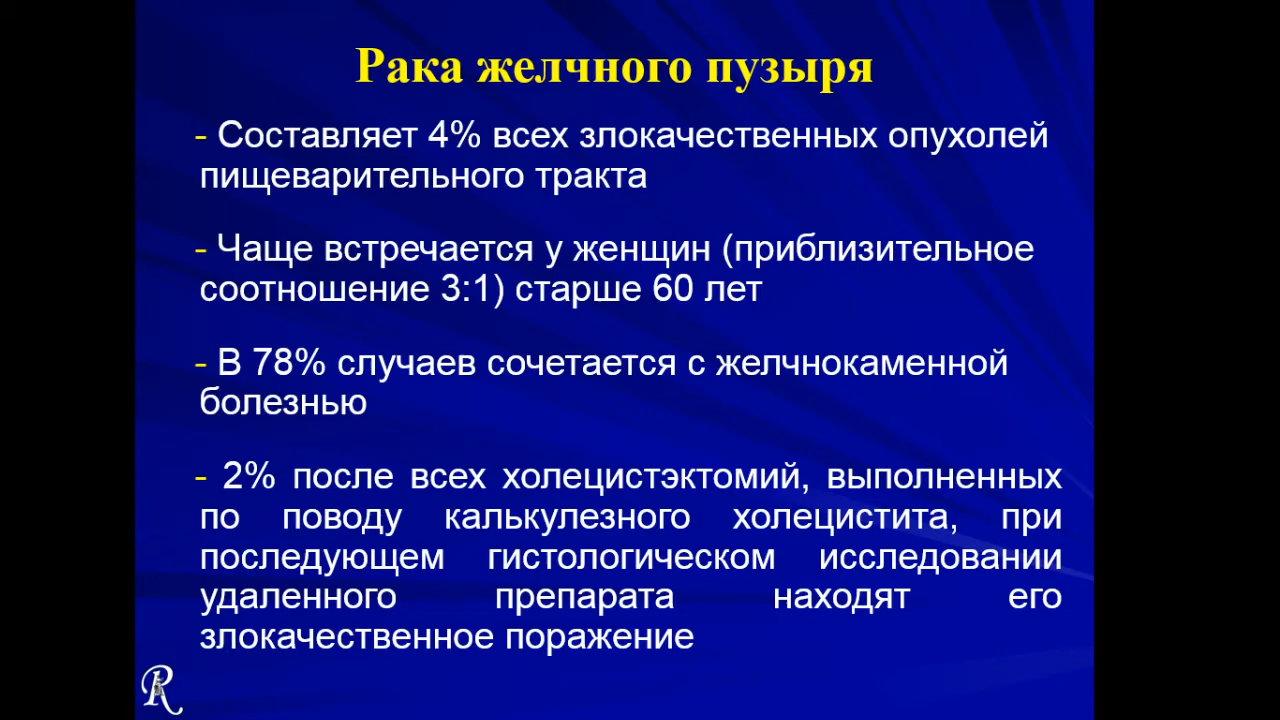 Рака желчного пузыря
- Составляет 4% всех злокачественных опухолей
пищеварительного тракта
- Чаще встречается у женщин (приблизительное
соотношение 3:1) старше 60 лет
- В 78% случаев сочетается с желчнокаменной
болезнью
- 2% после всех холецистэктомий, выполненных
по поводу калькулезного холецистита, при
последующем гистологическом исследовании
удаленного препарата находят его
злокачественное поражение
R